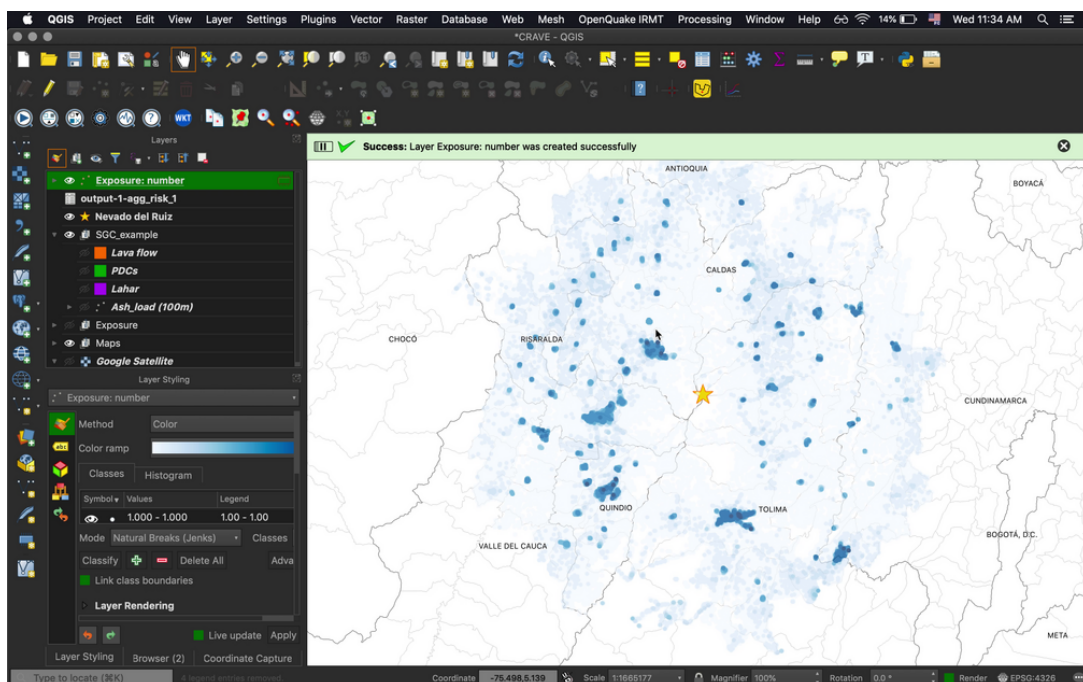 QGIS Project Edit View Layer Settings Plugins Vector Raster Database Web Mesh OpenQuake IRMT Processing Window Help 14% Wed 11:34 AM
*CRAVE - QGIS
WKT
Layers
Success: Layer Exposure: number was created successfully
Exposure: number
output-1-agg_risk_1
Nevado del Ruiz
SGC_example
Lava flow
PDCs
Lahar
Ash_load (100m)
Exposure
Maps
Google Satellite
Layer Styling
Exposure: number
Method Color
abc
Color ramp
Classes Histogram
Symbol Values Legend
1.000 - 1.000 1.00 - 1.00
Mode Natural Breaks (Jenks) Classes
Classify Delete All Adva
Link class boundaries
Layer Rendering
Live update Apply
Layer Styling Browser (2) Coordinate Capture
ANTIOQUIA
BOYACÁ
CALDAS
CHOCÓ
RISARALDA
CUNDINAMARCA
QUINDIO
TOLIMA
VALLE DEL CAUCA
BOGOTÁ, D.C.
META
Type to locate (⌘K) 4 legend entries removed. Coordinate -75.498,5.139 Scale 1:1665177 Magnifier 100% Rotation 0.0 ° Render EPSG:4326